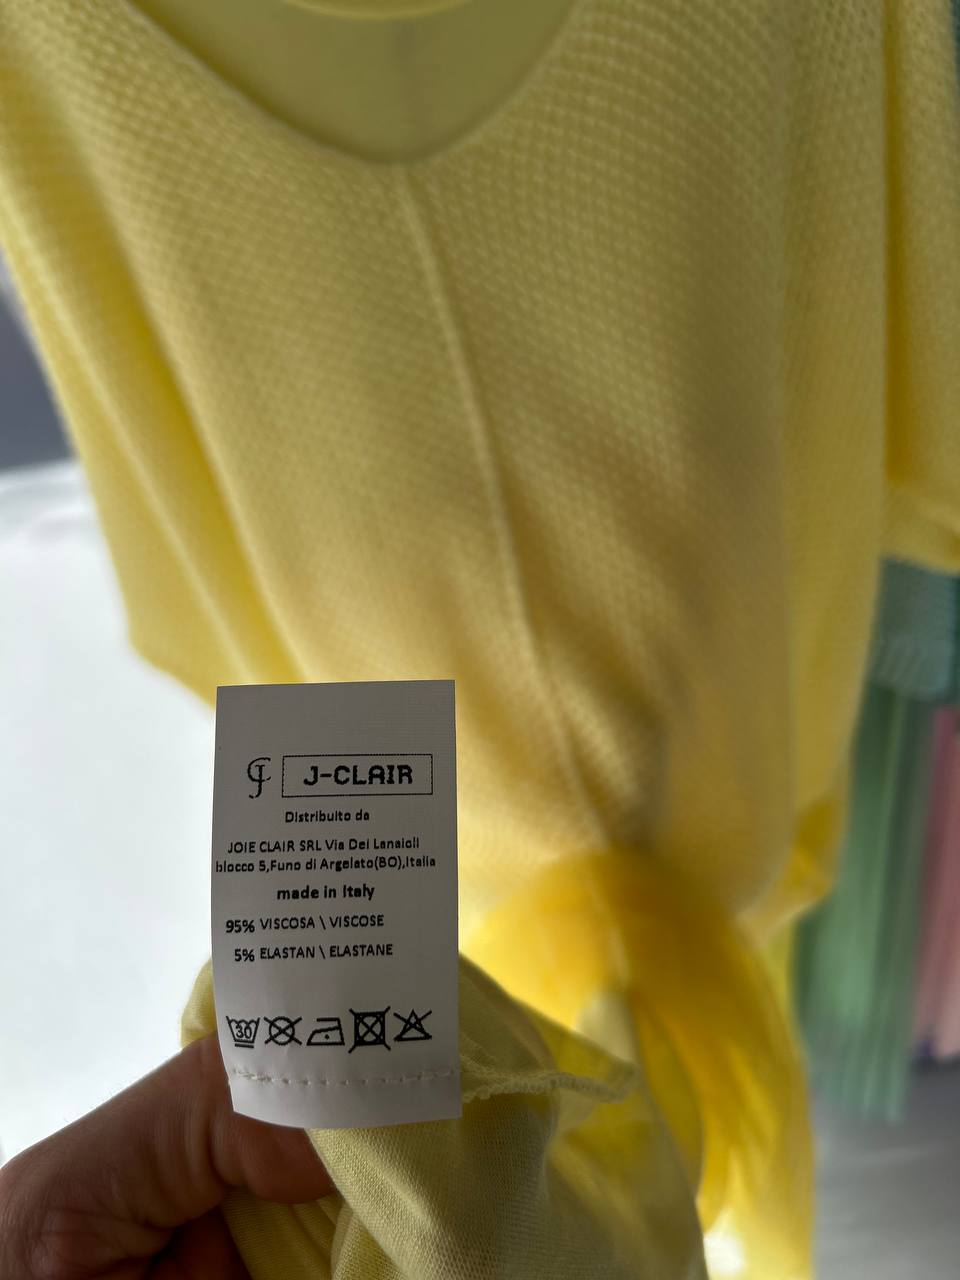 J-CLAIR
Distribuito da
JOIE CLAIR SRL Via Dei Lanaioli
blocco 5,Funo di Argelato(BO),Italia
made in Italy
95% VISCOSA \ VISCOSE
5% ELASTAN \ ELASTANE
30